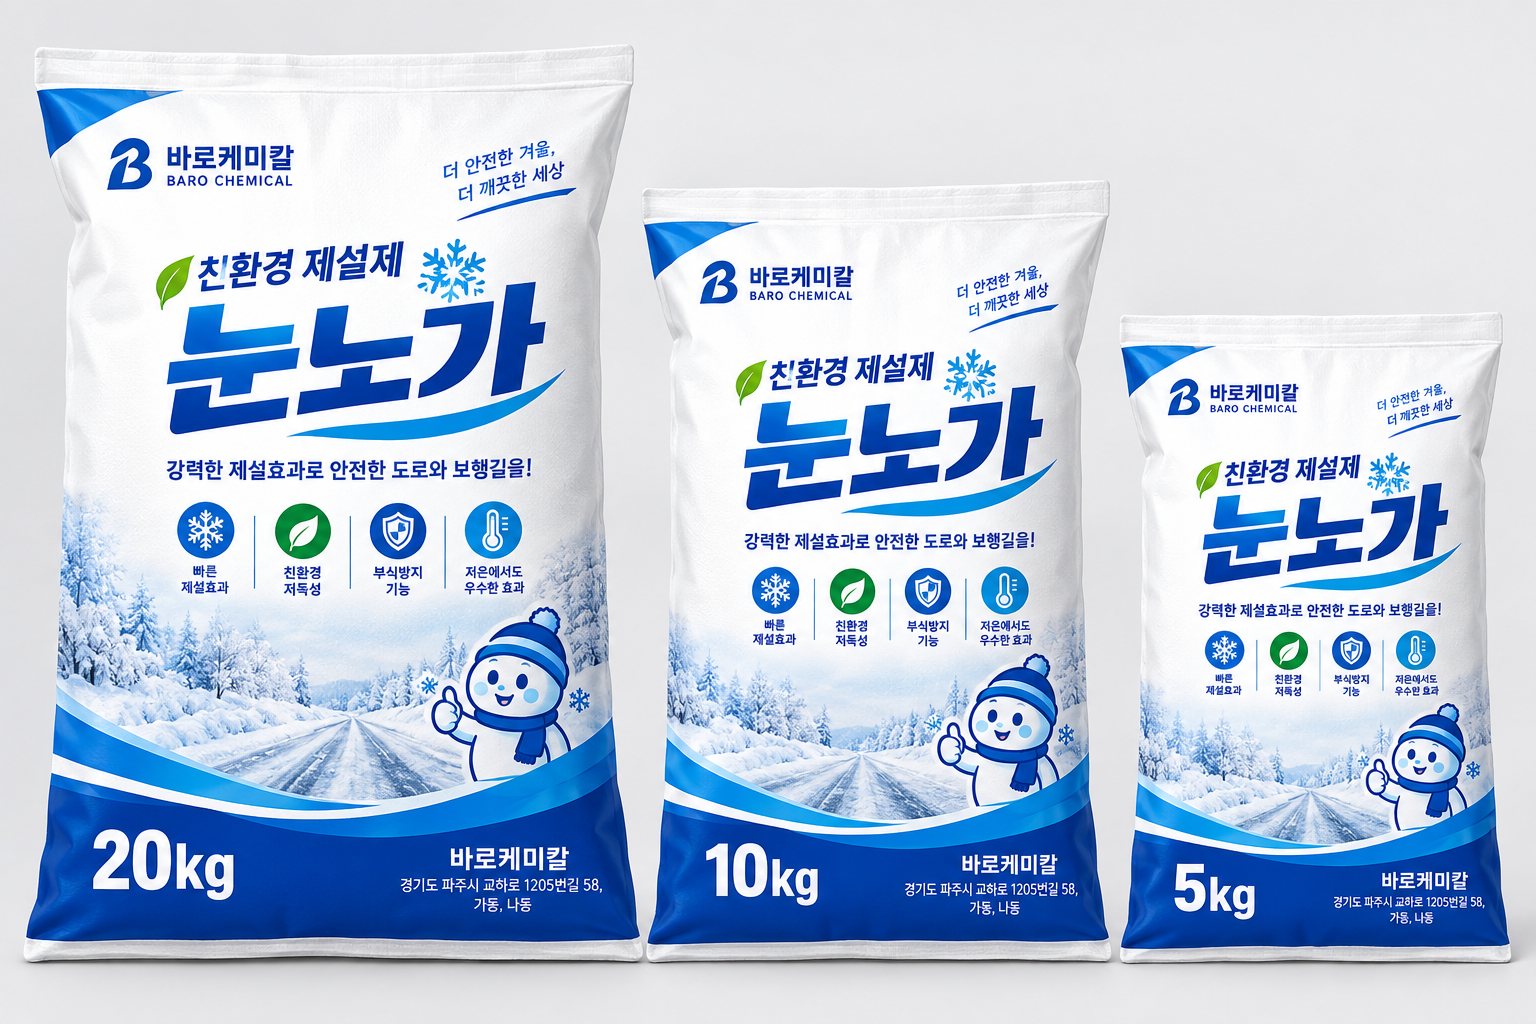 바로케미칼
BARO CHEMICAL
더 안전한 겨울,
더 깨끗한 세상
친환경 제설제
눈노가
강력한 제설효과로 안전한 도로와 보행길을!
빠른
제설효과
친환경
저독성
부식방지
기능
저온에서도
우수한 효과
20kg
바로케미칼
경기도 파주시 교하로 1205번길 58,
가동, 나동
바로케미칼
BARO CHEMICAL
더 안전한 겨울,
더 깨끗한 세상
친환경 제설제
눈노가
강력한 제설효과로 안전한 도로와 보행길을!
빠른
제설효과
친환경
저독성
부식방지
기능
저온에서도
우수한 효과
10kg
바로케미칼
경기도 파주시 교하로 1205번길 58,
가동, 나동
바로케미칼
BARO CHEMICAL
더 안전한 겨울,
더 깨끗한 세상
친환경 제설제
눈노가
강력한 제설효과로 안전한 도로와 보행길을!
빠른
제설효과
친환경
저독성
부식방지
기능
저온에서도
우수한 효과
5kg
바로케미칼
경기도 파주시 교하로 1205번길 58,
가동, 나동